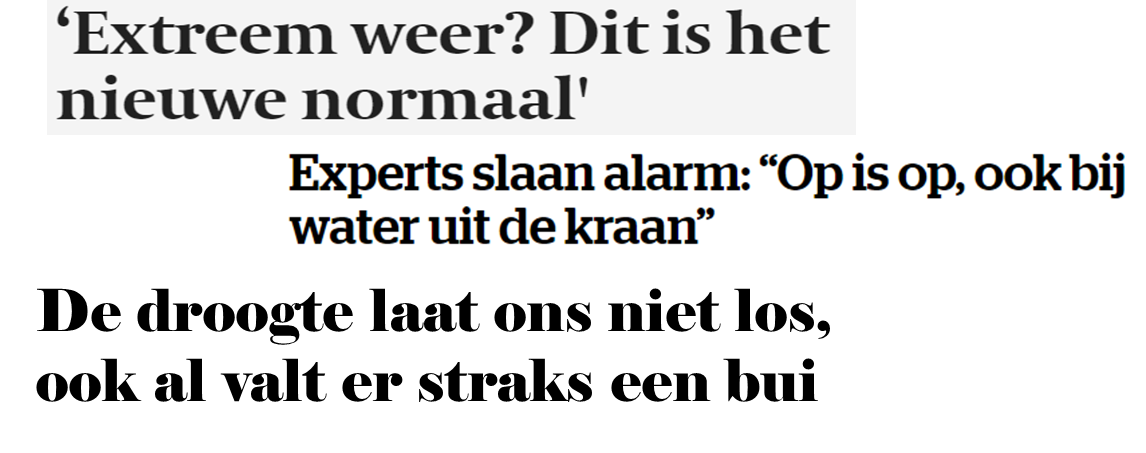 ‘Extreem weer? Dit is het
nieuwe normaal'
Experts slaan alarm: “Op is op, ook bij
water uit de kraan”
De droogte laat ons niet los,
ook al valt er straks een bui